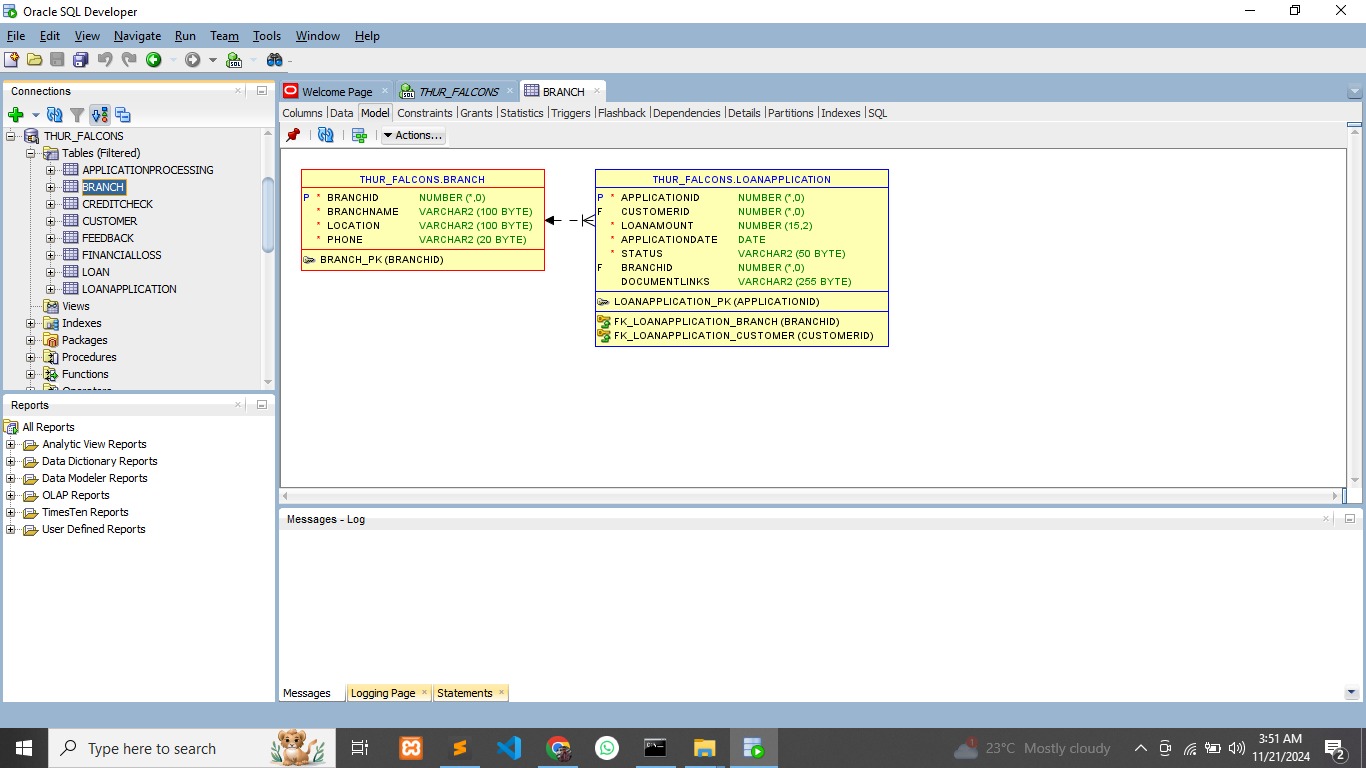 Oracle SQL Developer
File Edit View Navigate Run Team Tools Window Help
Connections
THUR_FALCONS
Tables (Filtered)
APPLICATIONPROCESSING
BRANCH
CREDITCHECK
CUSTOMER
FEEDBACK
FINANCIALLOSS
LOAN
LOANAPPLICATION
Views
Indexes
Packages
Procedures
Functions
Reports
All Reports
Analytic View Reports
Data Dictionary Reports
Data Modeler Reports
OLAP Reports
TimesTen Reports
User Defined Reports
Welcome Page THUR_FALCONS BRANCH
Columns | Data | Model | Constraints | Grants | Statistics | Triggers | Flashback | Dependencies | Details | Partitions | Indexes | SQL
Actions...
THUR_FALCONS.BRANCH
P * BRANCHID NUMBER (*,0)
* BRANCHNAME VARCHAR2 (100 BYTE)
* LOCATION VARCHAR2 (100 BYTE)
* PHONE VARCHAR2 (20 BYTE)
BRANCH_PK (BRANCHID)
THUR_FALCONS.LOANAPPLICATION
P * APPLICATIONID NUMBER (*,0)
F CUSTOMERID NUMBER (*,0)
* LOANAMOUNT NUMBER (15,2)
* APPLICATIONDATE DATE
* STATUS VARCHAR2 (50 BYTE)
F BRANCHID NUMBER (*,0)
DOCUMENTLINKS VARCHAR2 (255 BYTE)
LOANAPPLICATION_PK (APPLICATIONID)
FK_LOANAPPLICATION_BRANCH (BRANCHID)
FK_LOANAPPLICATION_CUSTOMER (CUSTOMERID)
Messages - Log
Messages Logging Page Statements
Type here to search
23°C Mostly cloudy
3:51 AM
11/21/2024
2